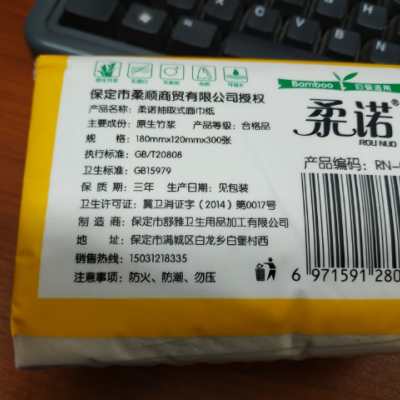 保定市柔顺商贸有限公司授权
产品名称：柔诺抽取式面巾纸
主要成份：原生竹浆 产品等级：合格品
规 格：180mmx120mmx300张
执行标准：GB/T20808
卫生标准：GB15979
保 质 期：三年 生产日期：见包装
卫生许可证：冀卫消证字（2014）第0017号
制 造 商：保定市舒雅卫生用品加工有限公司
地 址：保定市满城区白龙乡白堡村西
销售热线：15031218335
注意事项：防火、防潮、勿压
Bamboo
柔诺
ROU NUO
产品编码：RN-
6 971591 280